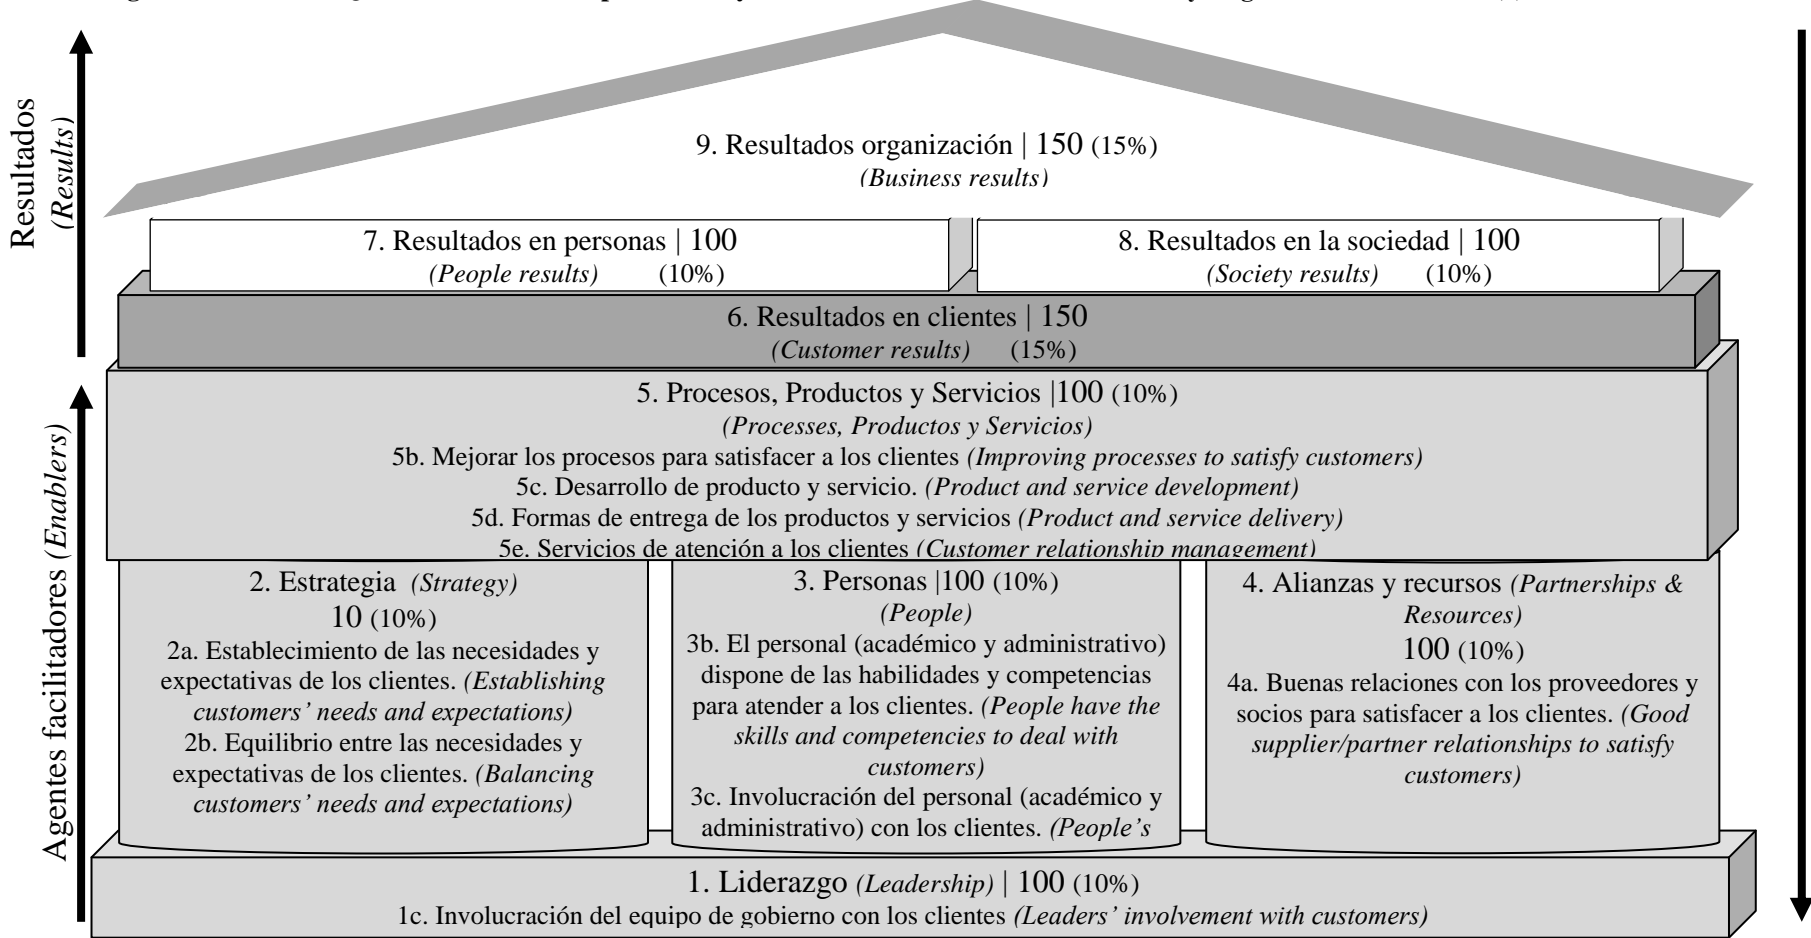 Resultados
(Results)
9. Resultados organización | 150 (15%)
(Business results)
7. Resultados en personas | 100
(People results) (10%)
8. Resultados en la sociedad | 100
(Society results) (10%)
6. Resultados en clientes | 150
(Customer results) (15%)
Agentes facilitadores (Enablers)
5. Procesos, Productos y Servicios |100 (10%)
(Processes, Productos y Servicios)
5b. Mejorar los procesos para satisfacer a los clientes (Improving processes to satisfy customers)
5c. Desarrollo de producto y servicio. (Product and service development)
5d. Formas de entrega de los productos y servicios (Product and service delivery)
5e. Servicios de atención a los clientes (Customer relationship management)
2. Estrategia (Strategy)
10 (10%)
2a. Establecimiento de las necesidades y
expectativas de los clientes. (Establishing
customers' needs and expectations)
2b. Equilibrio entre las necesidades y
expectativas de los clientes. (Balancing
customers' needs and expectations)
3. Personas |100 (10%)
(People)
3b. El personal (académico y administrativo)
dispone de las habilidades y competencias
para atender a los clientes. (People have the
skills and competencies to deal with
customers)
3c. Involucración del personal (académico y
administrativo) con los clientes. (People's
4. Alianzas y recursos (Partnerships &
Resources)
100 (10%)
4a. Buenas relaciones con los proveedores y
socios para satisfacer a los clientes. (Good
supplier/partner relationships to satisfy
customers)
1. Liderazgo (Leadership) | 100 (10%)
1c. Involucración del equipo de gobierno con los clientes (Leaders' involvement with customers)